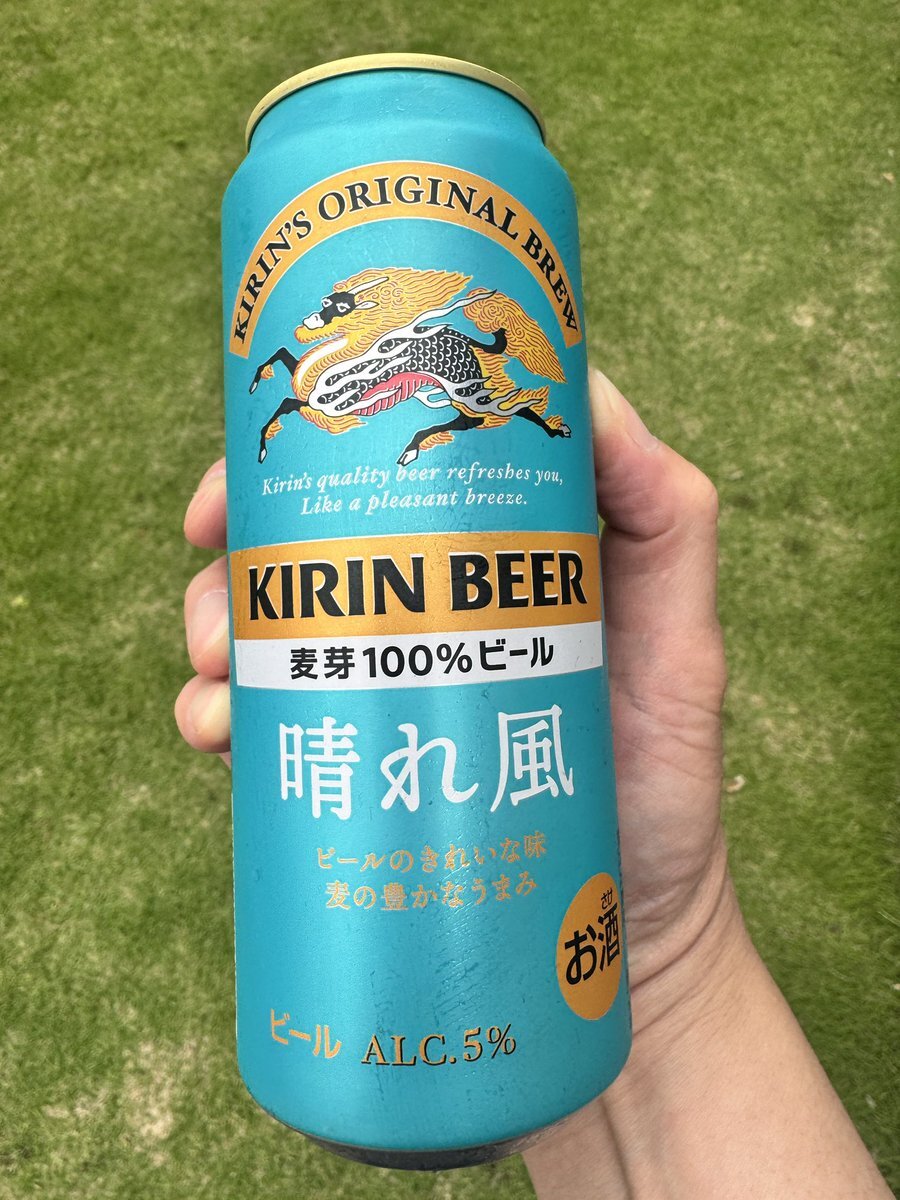 KIRIN'S ORIGINAL BREW
Kirin's quality beer refreshes you,
Like a pleasant breeze.
KIRIN BEER
麦芽100%ビール
晴れ風
ビールのきれいな味
麦の豊かなうまみ
さけ
お酒
ビール ALC.5%